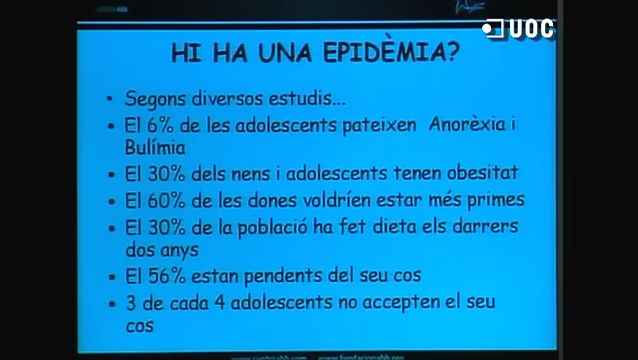 UOC
HI HA UNA EPIDÈMIA?
• Segons diversos estudis...
• El 6% de les adolescents pateixen Anorèxia i
Bulímia
• El 30% dels nens i adolescents tenen obesitat
• El 60% de les dones voldríen estar més primes
• El 30% de la població ha fet dieta els darrers
dos anys
• El 56% estan pendents del seu cos
• 3 de cada 4 adolescents no accepten el seu
cos